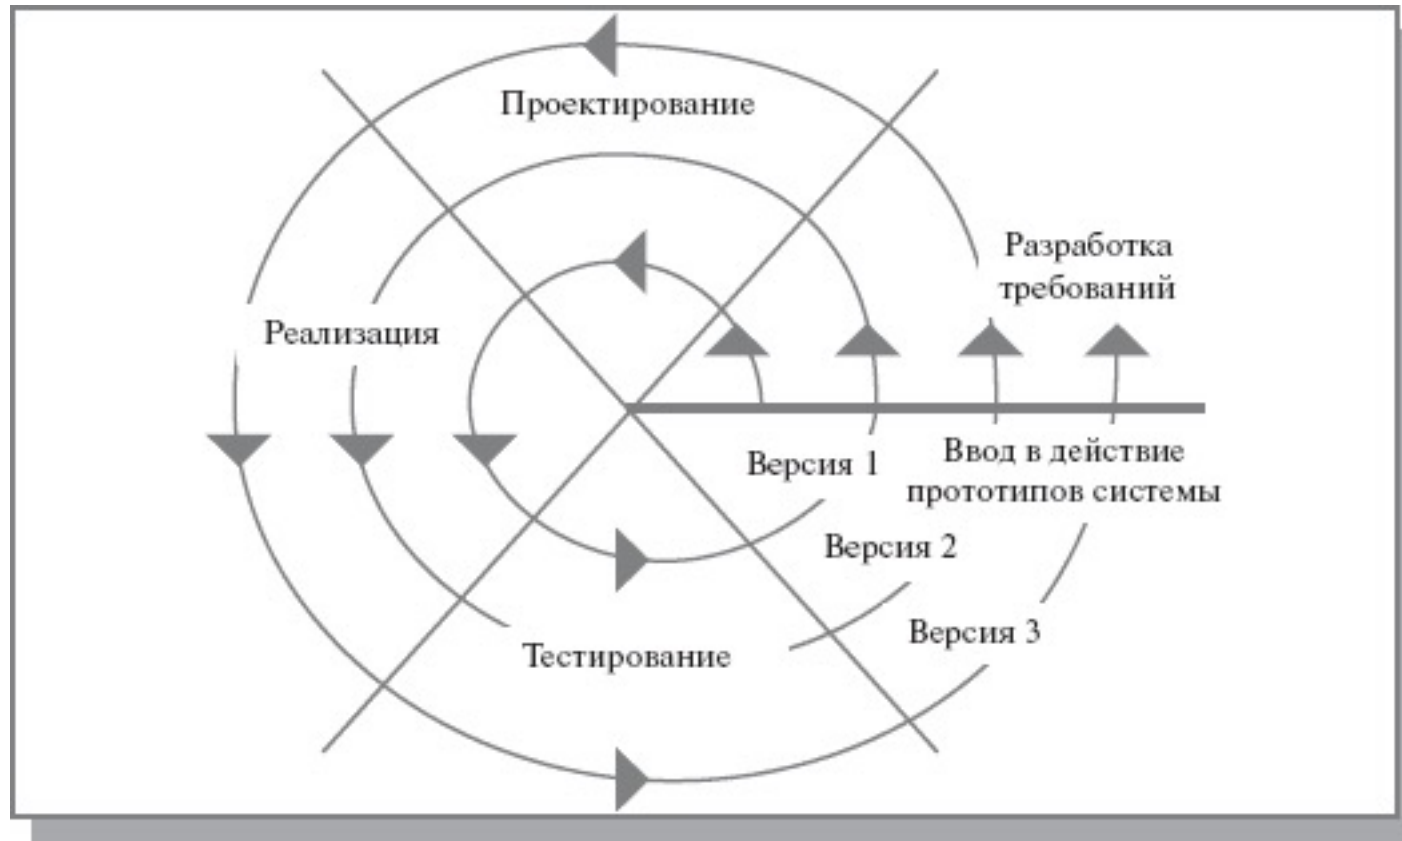 Проектирование
Разработка
требований
Реализация
Версия 1
Ввод в действие
прототипов системы
Версия 2
Версия 3
Тестирование